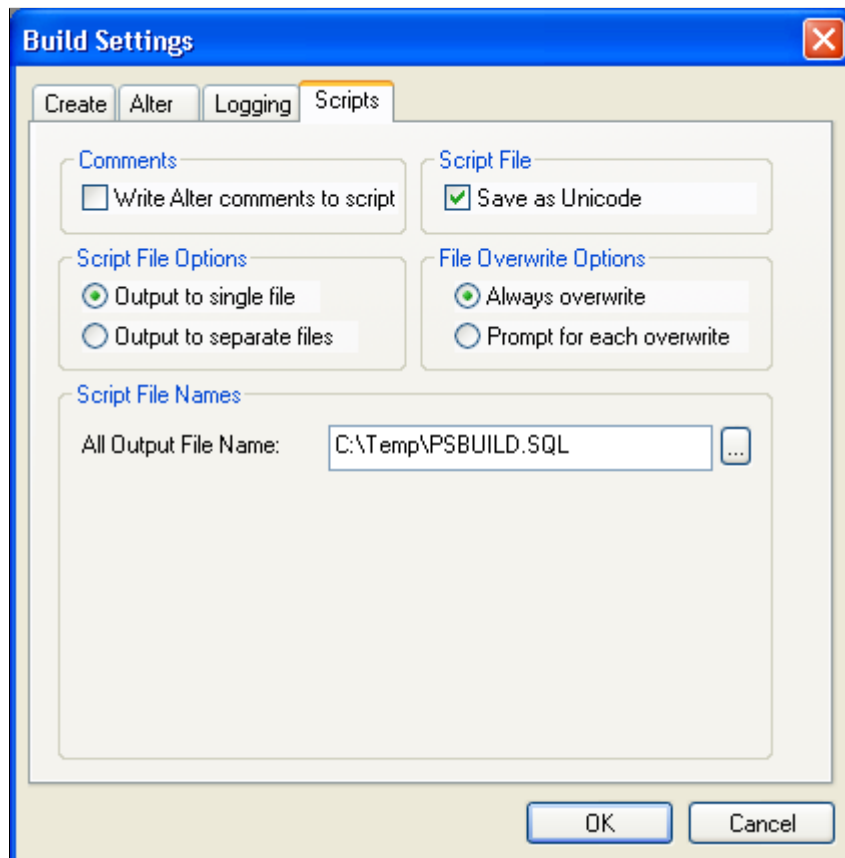 Build Settings
Create Alter Logging Scripts
Comments
Write Alter comments to script
Script File
Save as Unicode
Script File Options
Output to single file
Output to separate files
File Overwrite Options
Always overwrite
Prompt for each overwrite
Script File Names
All Output File Name: C:\Temp\PSBUILD.SQL ...
OK Cancel